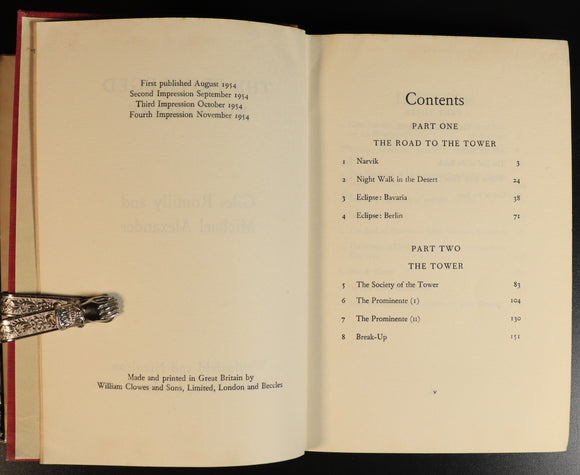 First published August 1954
Second Impression September 1954
Third Impression October 1954
Fourth Impression November 1954
Made and printed in Great Britain by
William Clowes and Sons, Limited, London and Beccles
Contents
PART ONE
THE ROAD TO THE TOWER
1 Narvik 3
2 Night Walk in the Desert 24
3 Eclipse: Bavaria 38
4 Eclipse: Berlin 71
PART TWO
THE TOWER
5 The Society of the Tower 83
6 The Prominente (I) 104
7 The Prominente (II) 130
8 Break-Up 151
v